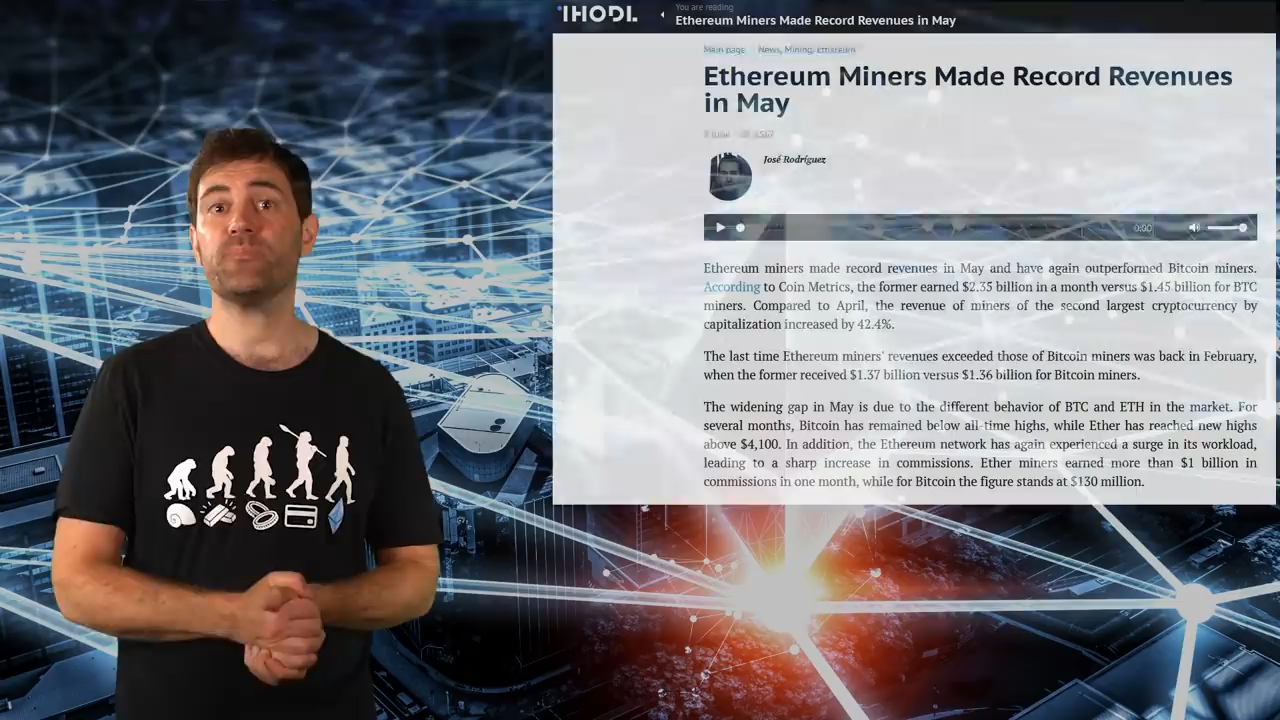 IHODL
You are reading
Ethereum Miners Made Record Revenues in May
Main page News, Mining, Ethereum
Ethereum Miners Made Record Revenues
in May
José Rodríguez
0:00
Ethereum miners made record revenues in May and have again outperformed Bitcoin miners.
According to Coin Metrics, the former earned $2.35 billion in a month versus $1.45 billion for BTC
miners. Compared to April, the revenue of miners of the second largest cryptocurrency by
capitalization increased by 42.4%.
The last time Ethereum miners' revenues exceeded those of Bitcoin miners was back in February,
when the former received $1.37 billion versus $1.36 billion for Bitcoin miners.
The widening gap in May is due to the different behavior of BTC and ETH in the market. For
several months, Bitcoin has remained below all-time highs, while Ether has reached new highs
above $4,100. In addition, the Ethereum network has again experienced a surge in its workload,
leading to a sharp increase in commissions. Ether miners earned more than $1 billion in
commissions in one month, while for Bitcoin the figure stands at $130 million.